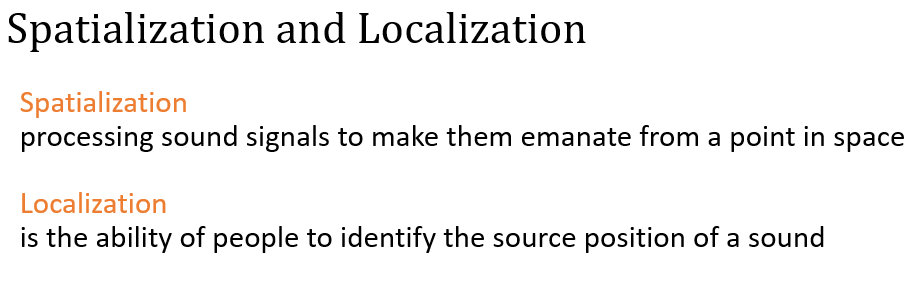 Spatialization and Localization
Spatialization
processing sound signals to make them emanate from a point in space
Localization
is the ability of people to identify the source position of a sound